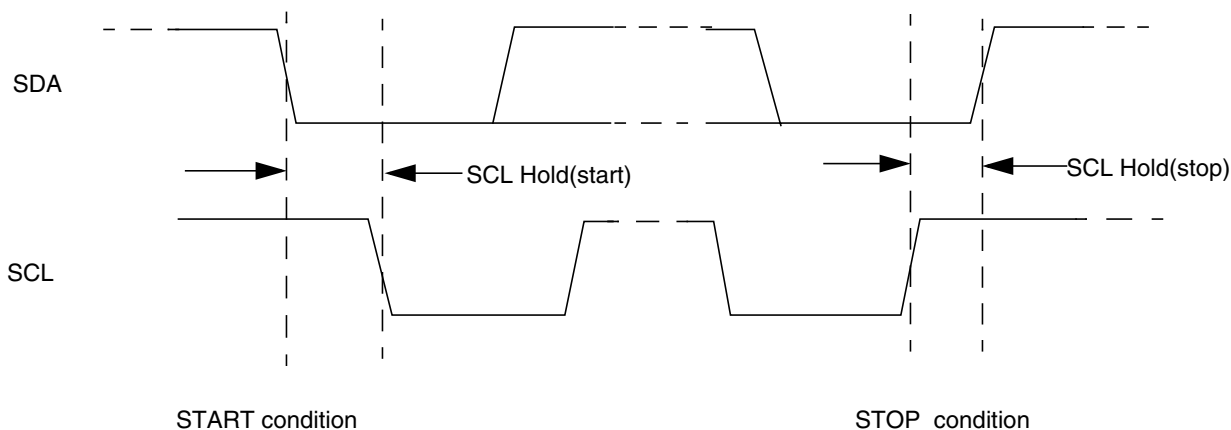 SDA
SCL Hold(start)
SCL Hold(stop)
SCL
START condition
STOP condition